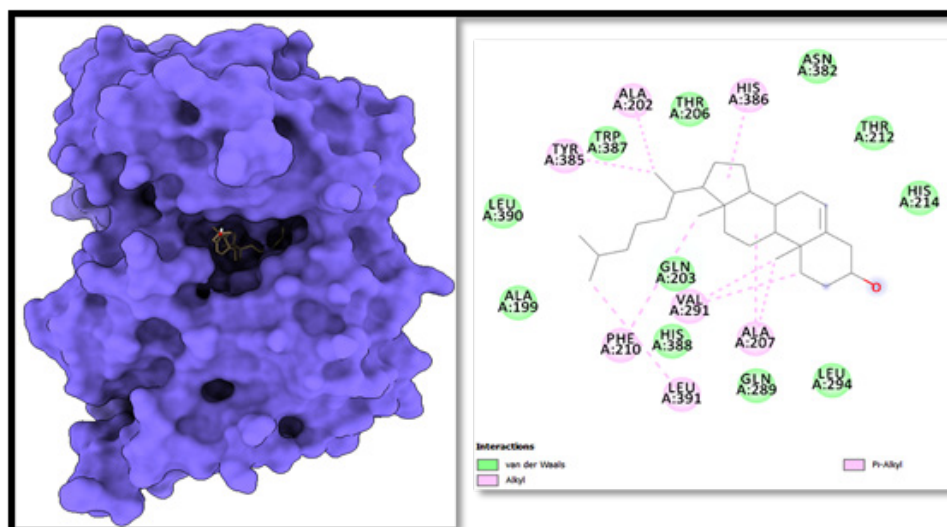 ASN
A:382
ALA
A:202
THR
A:206
HIS
A:386
TRP
A:387
TYR
A:385
THR
A:212
LEU
A:390
HIS
A:214
GLN
A:203
ALA
A:199
VAL
A:291
PHE
A:210
HIS
A:388
ALA
A:207
LEU
A:391
GLN
A:289
LEU
A:294
O
Interactions
van der Waals
Alkyl
Pi-Alkyl